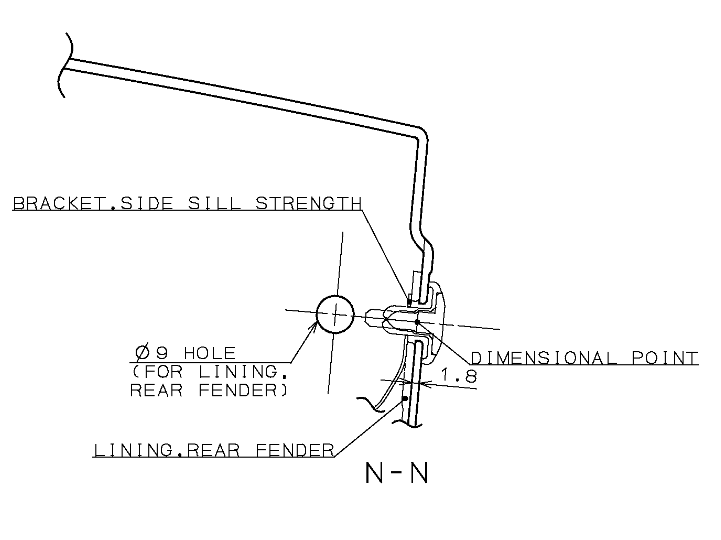 BRACKET.SIDE SILL STRENGTH
Ø9 HOLE
(FOR LINING.
REAR FENDER)
DIMENSIONAL POINT
1.8
LINING.REAR FENDER
N-N